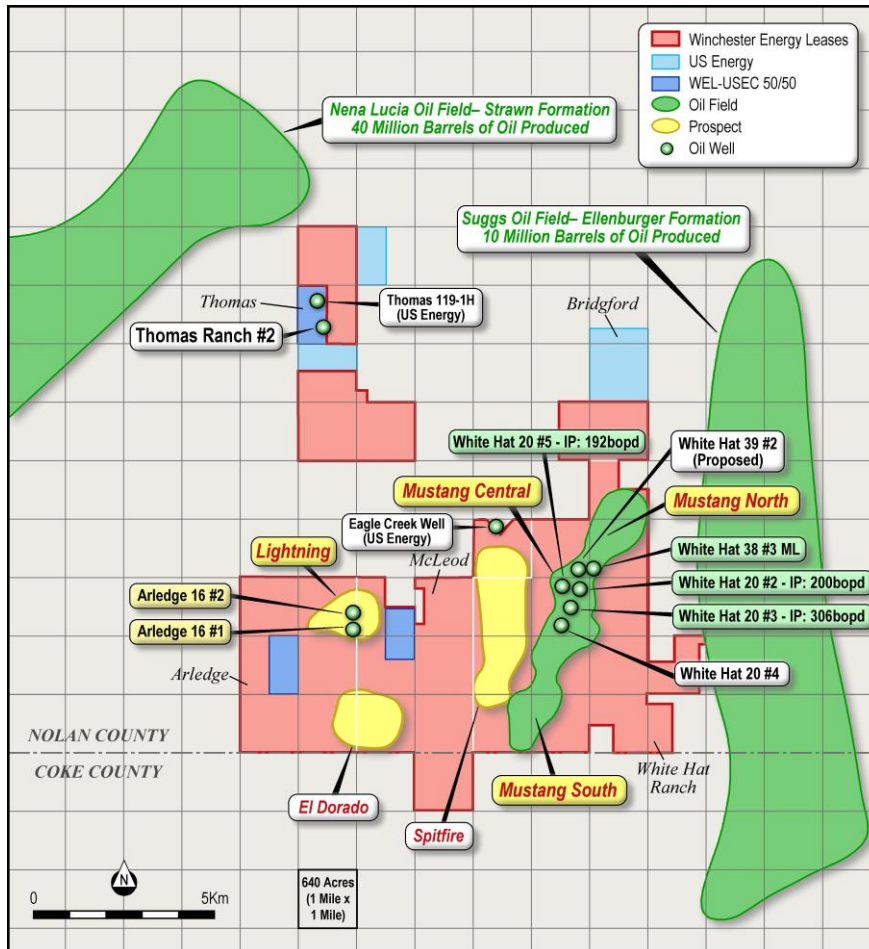 Winchester Energy Leases
US Energy
WEL-USEC 50/50
Oil Field
Prospect
Oil Well
Nena Lucia Oil Field– Strawn Formation
40 Million Barrels of Oil Produced
Suggs Oil Field– Ellenburger Formation
10 Million Barrels of Oil Produced
Thomas
Thomas 119-1H
(US Energy)
Bridgford
Thomas Ranch #2
White Hat 20 #5 - IP: 192bopd
White Hat 39 #2
(Proposed)
Mustang Central
Mustang North
Eagle Creek Well
(US Energy)
Lightning
McLeod
White Hat 38 #3 ML
White Hat 20 #2 - IP: 200bopd
Arledge 16 #2
White Hat 20 #3 - IP: 306bopd
Arledge 16 #1
Arledge
White Hat 20 #4
NOLAN COUNTY
COKE COUNTY
White Hat
Ranch
El Dorado
Spitfire
Mustang South
N
0
5Km
640 Acres
(1 Mile x
1 Mile)